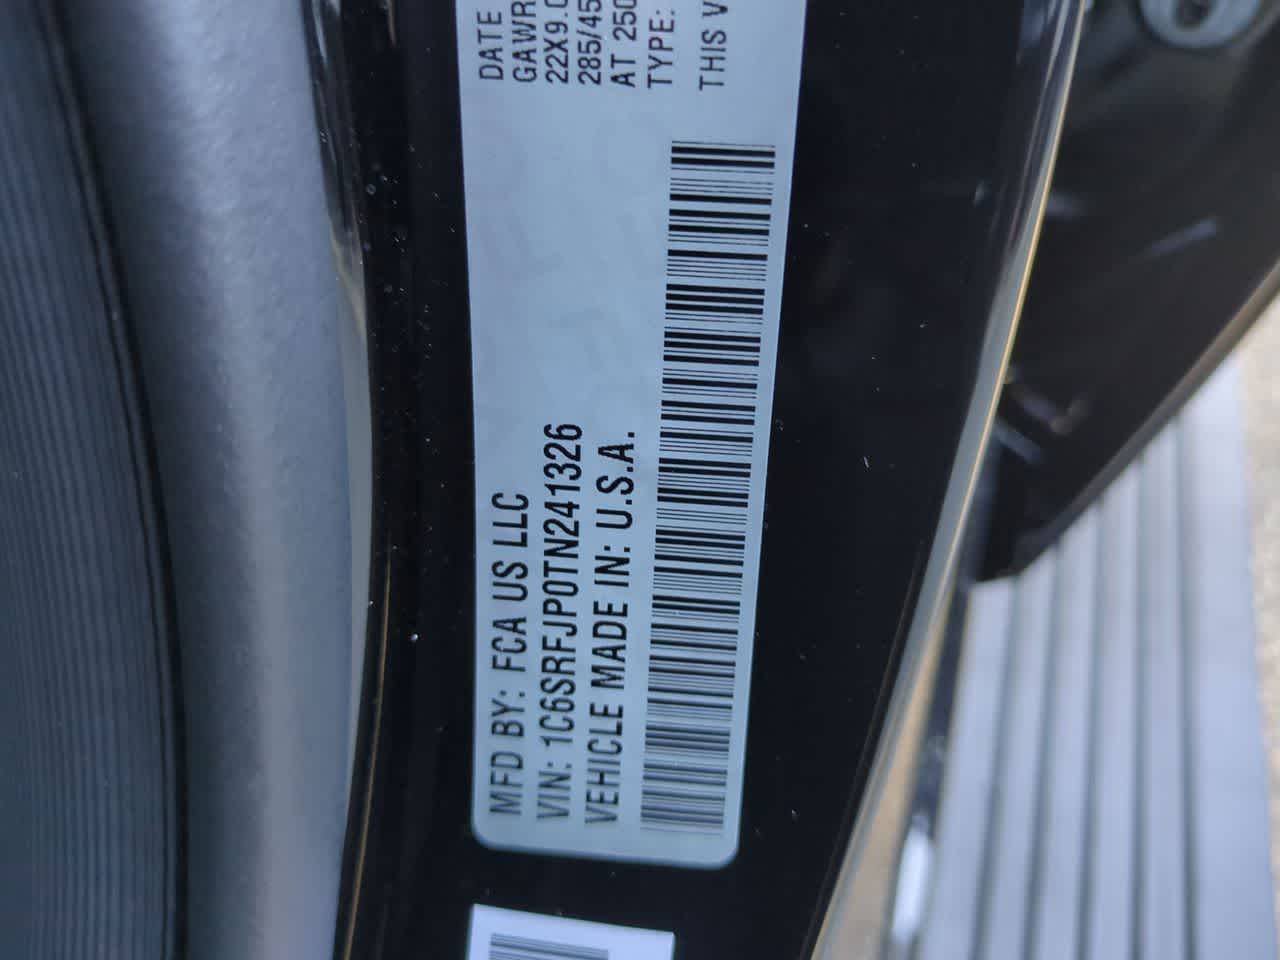 MFD BY: FCA US LLC
VIN: 1C6SRFJP0TN241326
VEHICLE MADE IN: U.S.A.
DATE
GAWR
22X9.0
285/45
AT 250
TYPE:
THIS V